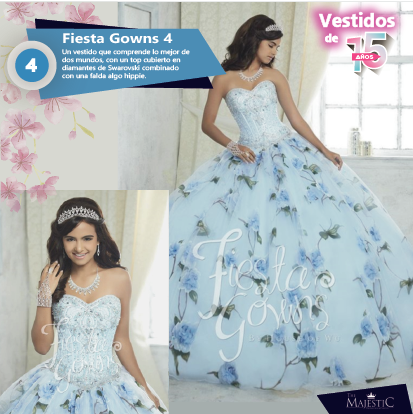 Fiesta Gowns 4
4
Un vestido que comprende lo mejor de
dos mundos, con un top cubierto en
diamantes de Swarovski combinado
con una falda algo hippie.
Vestidos
de 15
AÑOS
Fiesta
Gowns
Fiesta
Gowns
MAJESTIC